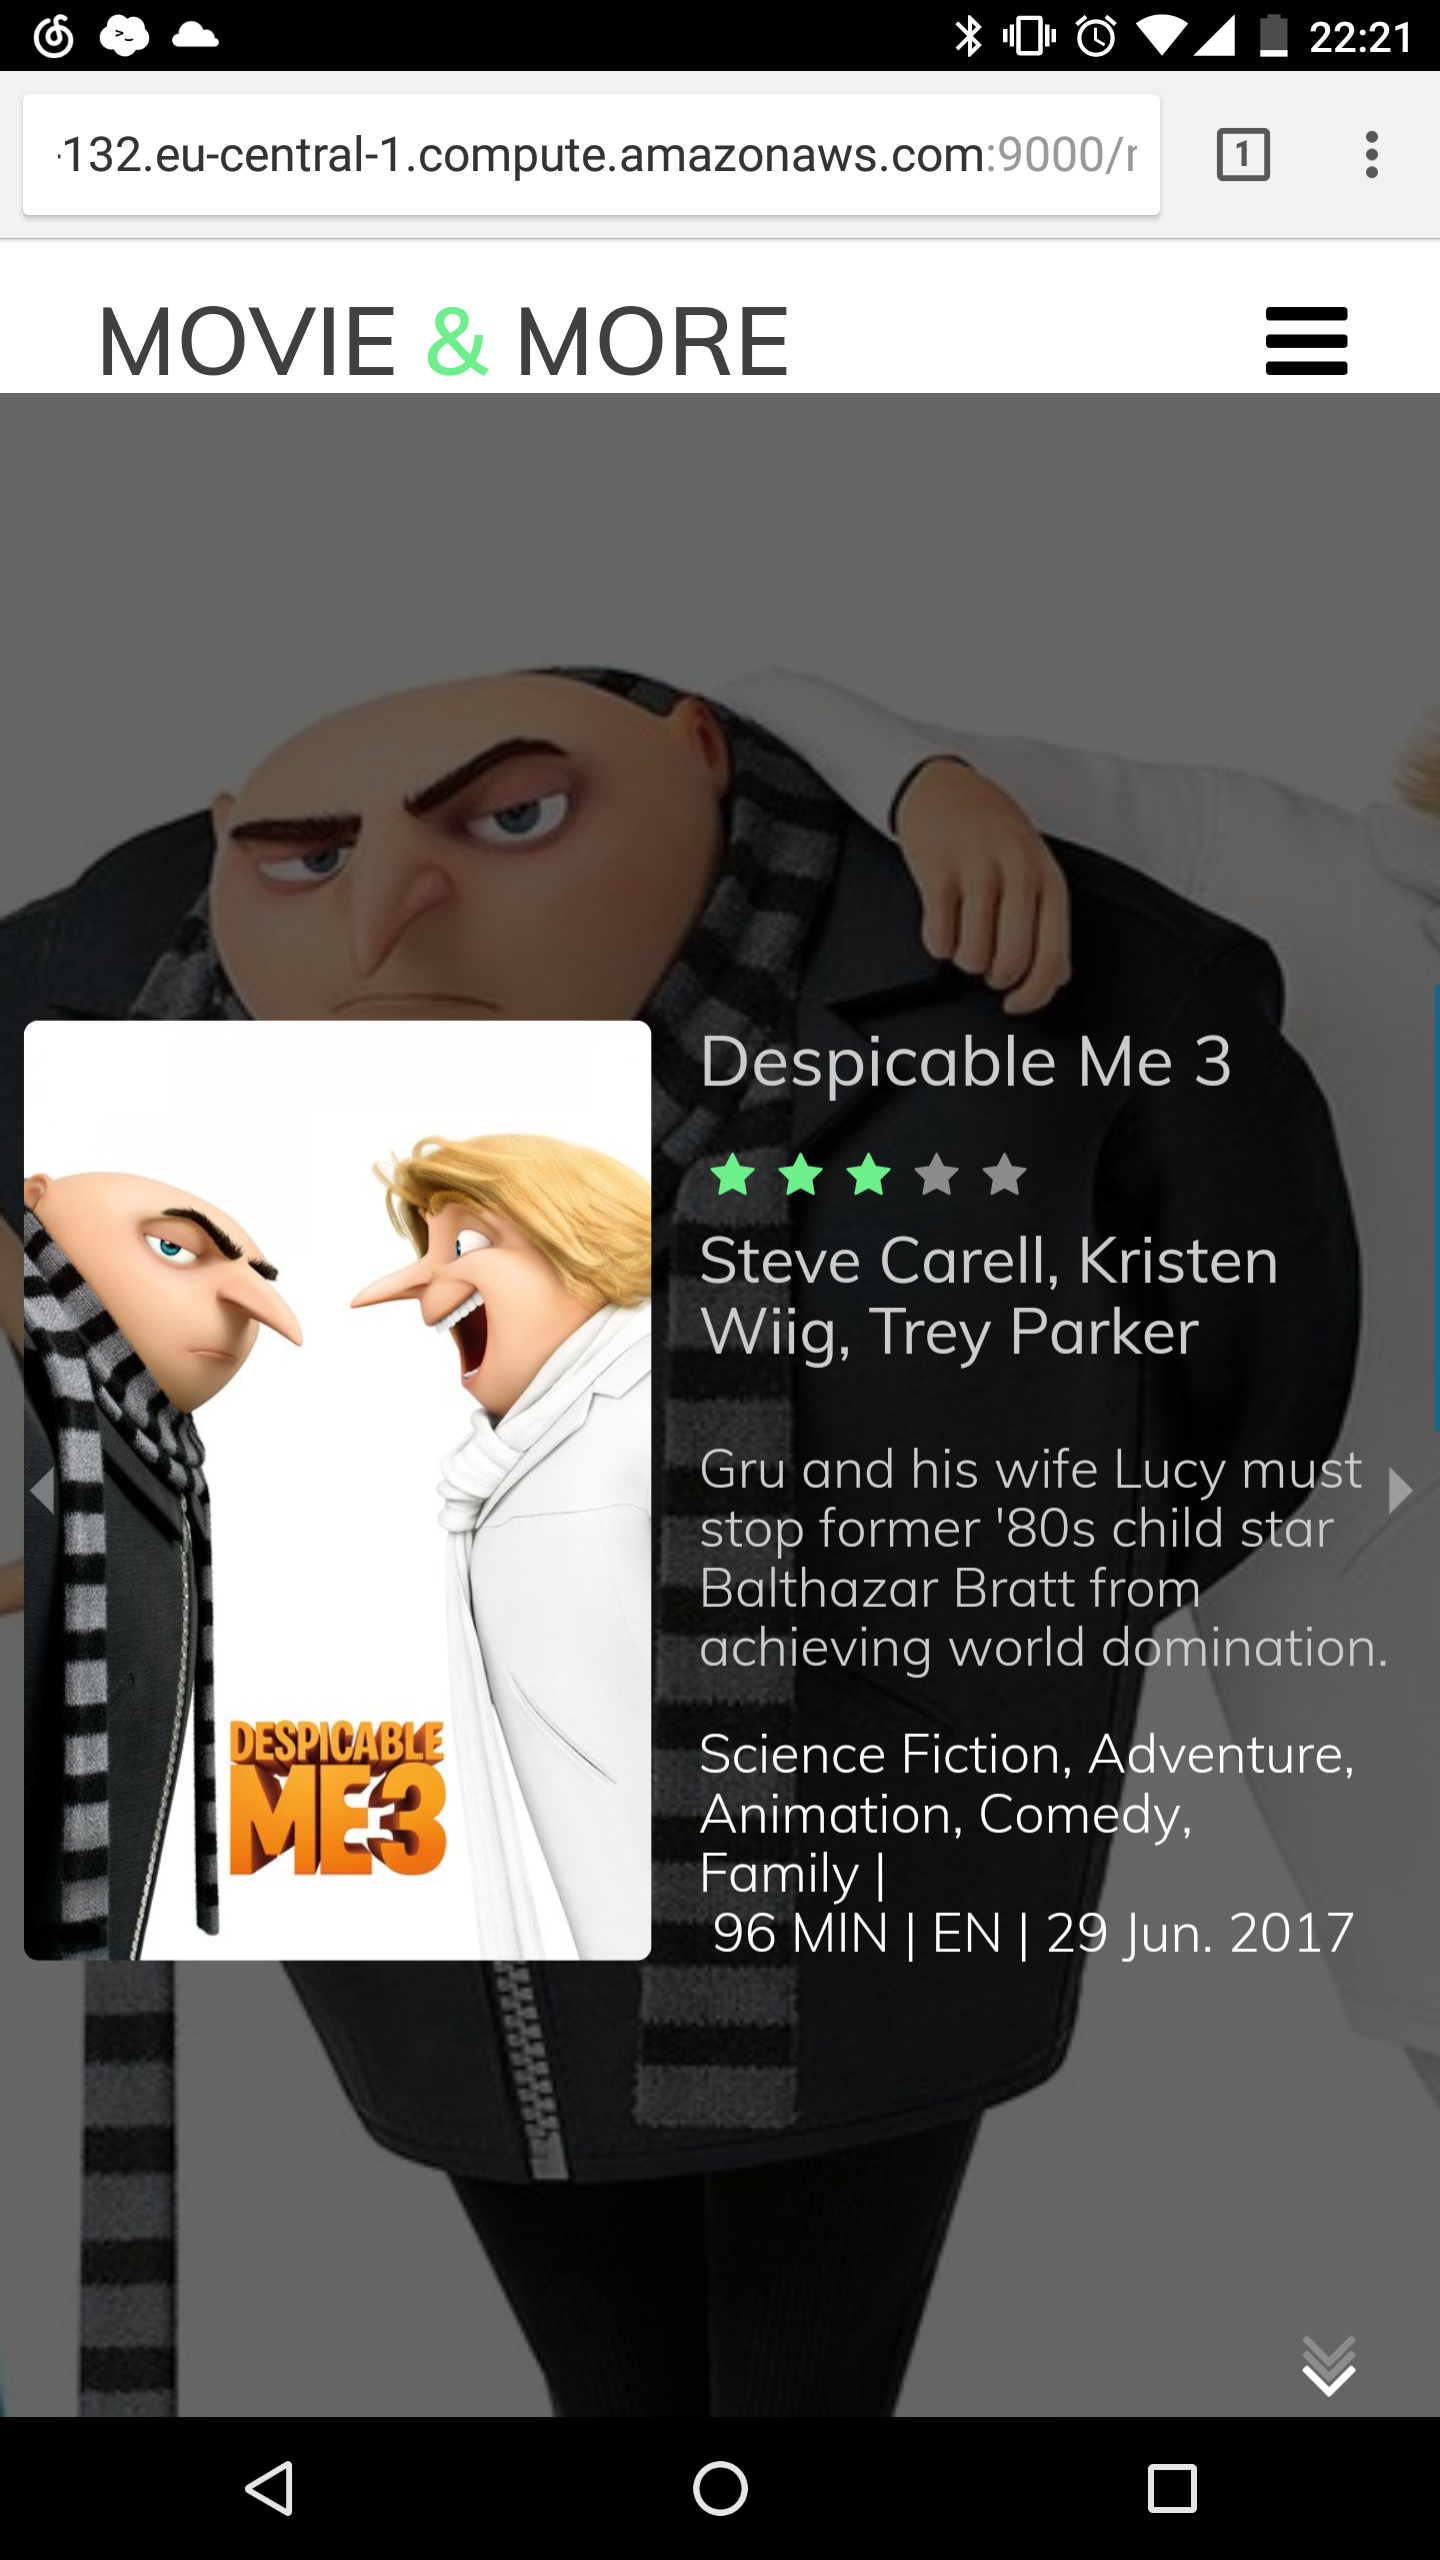 22:21
132.eu-central-1.compute.amazonaws.com:9000/
1
MOVIE & MORE
Despicable Me 3
Steve Carell, Kristen
Wiig, Trey Parker
Gru and his wife Lucy must
stop former '80s child star
Balthazar Bratt from
achieving world domination.
Science Fiction, Adventure,
Animation, Comedy,
Family |
96 MIN | EN | 29 Jun. 2017
DESPICABLE
ME3